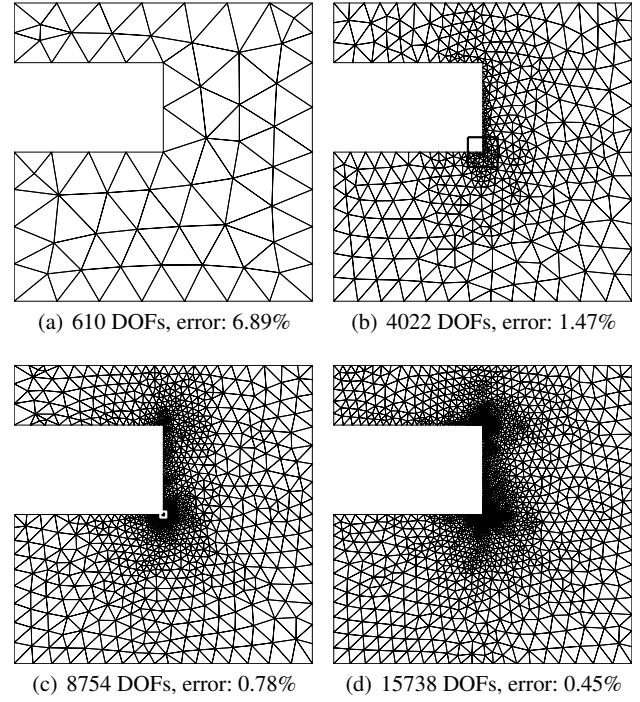 (a) 610 DOFs, error: 6.89%
(b) 4022 DOFs, error: 1.47%
(c) 8754 DOFs, error: 0.78%
(d) 15738 DOFs, error: 0.45%